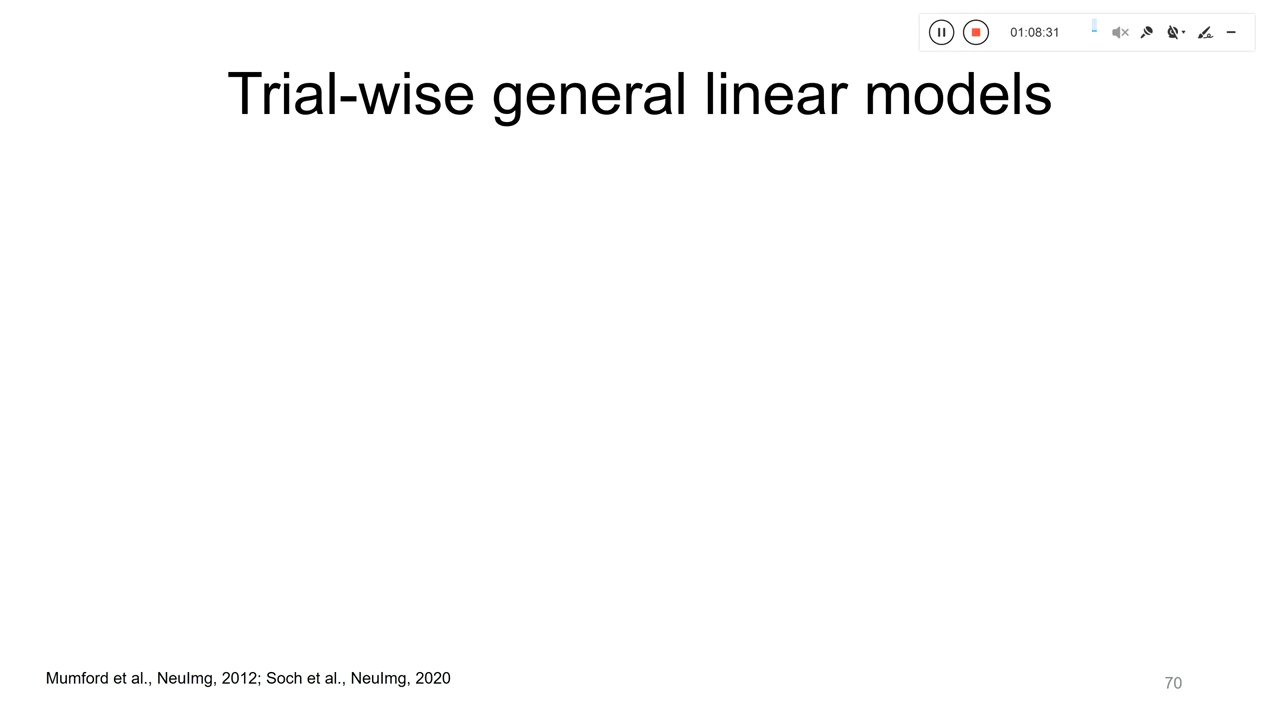 01:08:31
Trial-wise general linear models
Mumford et al., NeuImg, 2012; Soch et al., NeuImg, 2020
70